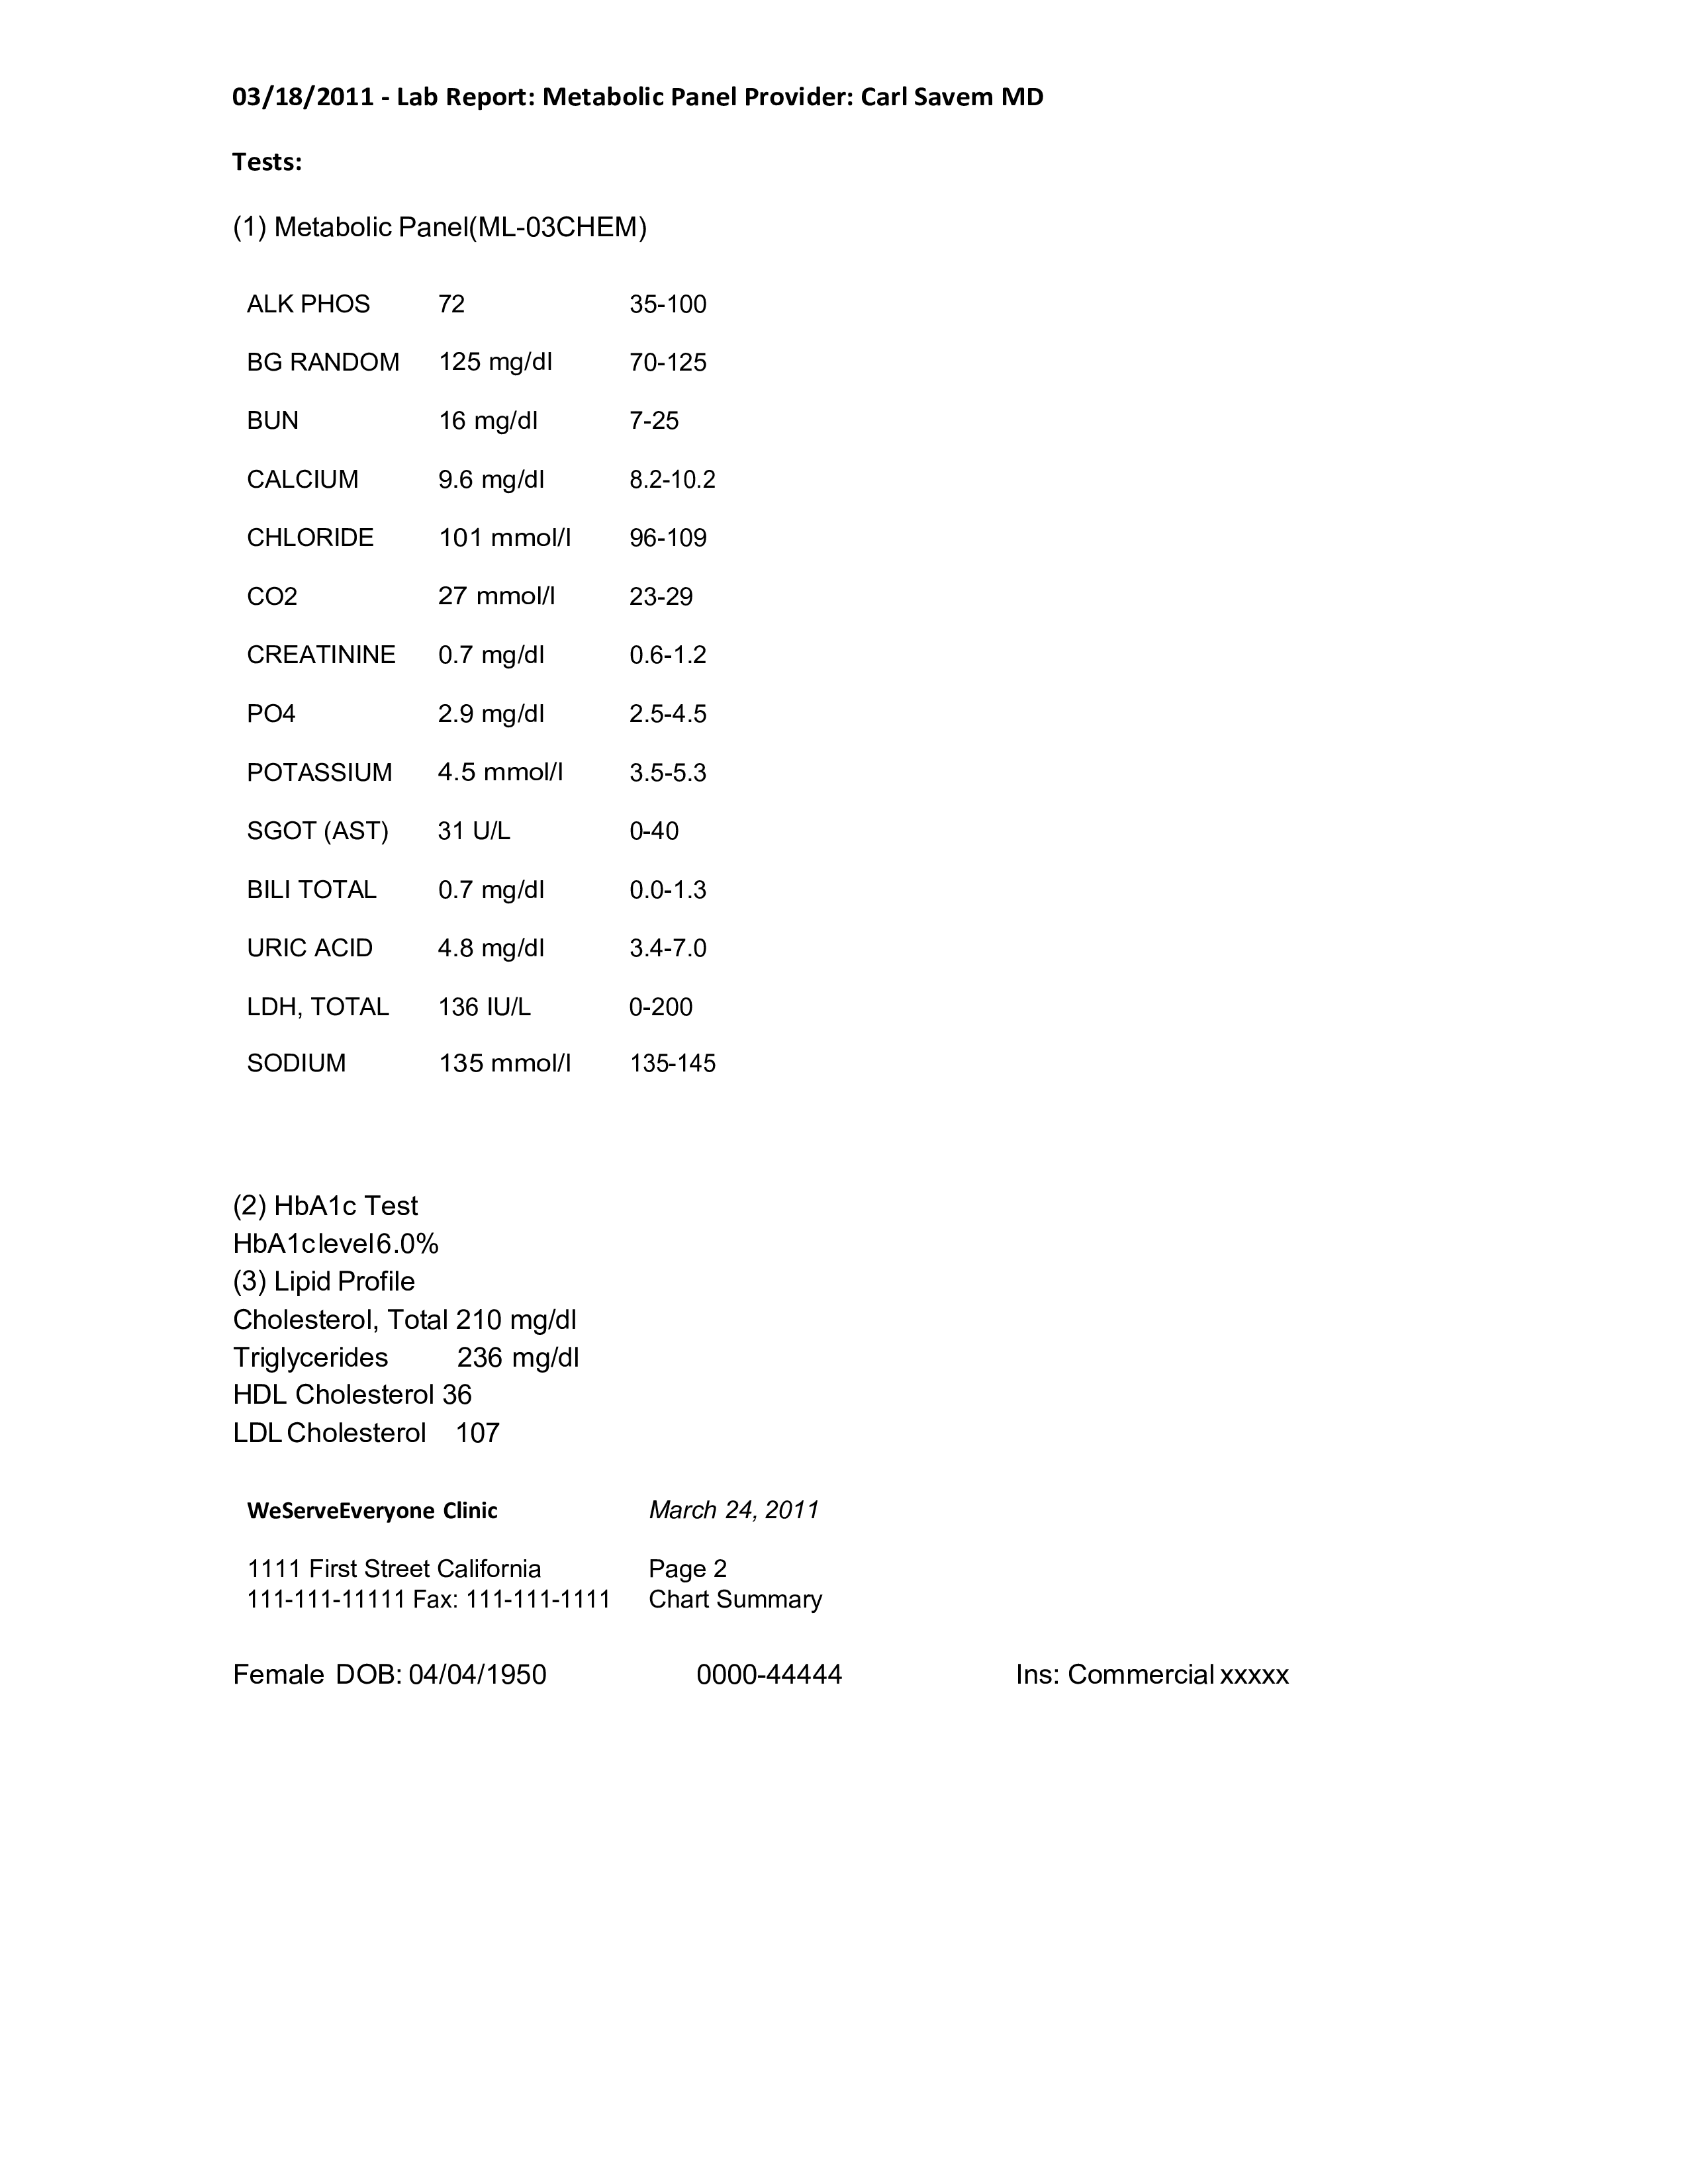 03/18/2011 - Lab Report: Metabolic Panel Provider: Carl Savem MD
Tests:
(1) Metabolic Panel(ML-03CHEM)
ALK PHOS 72 35-100
BG RANDOM 125 mg/dl 70-125
BUN 16 mg/dl 7-25
CALCIUM 9.6 mg/dl 8.2-10.2
CHLORIDE 101 mmol/l 96-109
CO2 27 mmol/l 23-29
CREATININE 0.7 mg/dl 0.6-1.2
PO4 2.9 mg/dl 2.5-4.5
POTASSIUM 4.5 mmol/l 3.5-5.3
SGOT (AST) 31 U/L 0-40
BILI TOTAL 0.7 mg/dl 0.0-1.3
URIC ACID 4.8 mg/dl 3.4-7.0
LDH, TOTAL 136 IU/L 0-200
SODIUM 135 mmol/l 135-145
(2) HbA1c Test
HbA1c level 6.0%
(3) Lipid Profile
Cholesterol, Total 210 mg/dl
Triglycerides 236 mg/dl
HDL Cholesterol 36
LDL Cholesterol 107
WeServeEveryone Clinic March 24, 2011
1111 First Street California Page 2
111-111-11111 Fax: 111-111-1111 Chart Summary
Female DOB: 04/04/1950 0000-44444 Ins: Commercial xxxxx